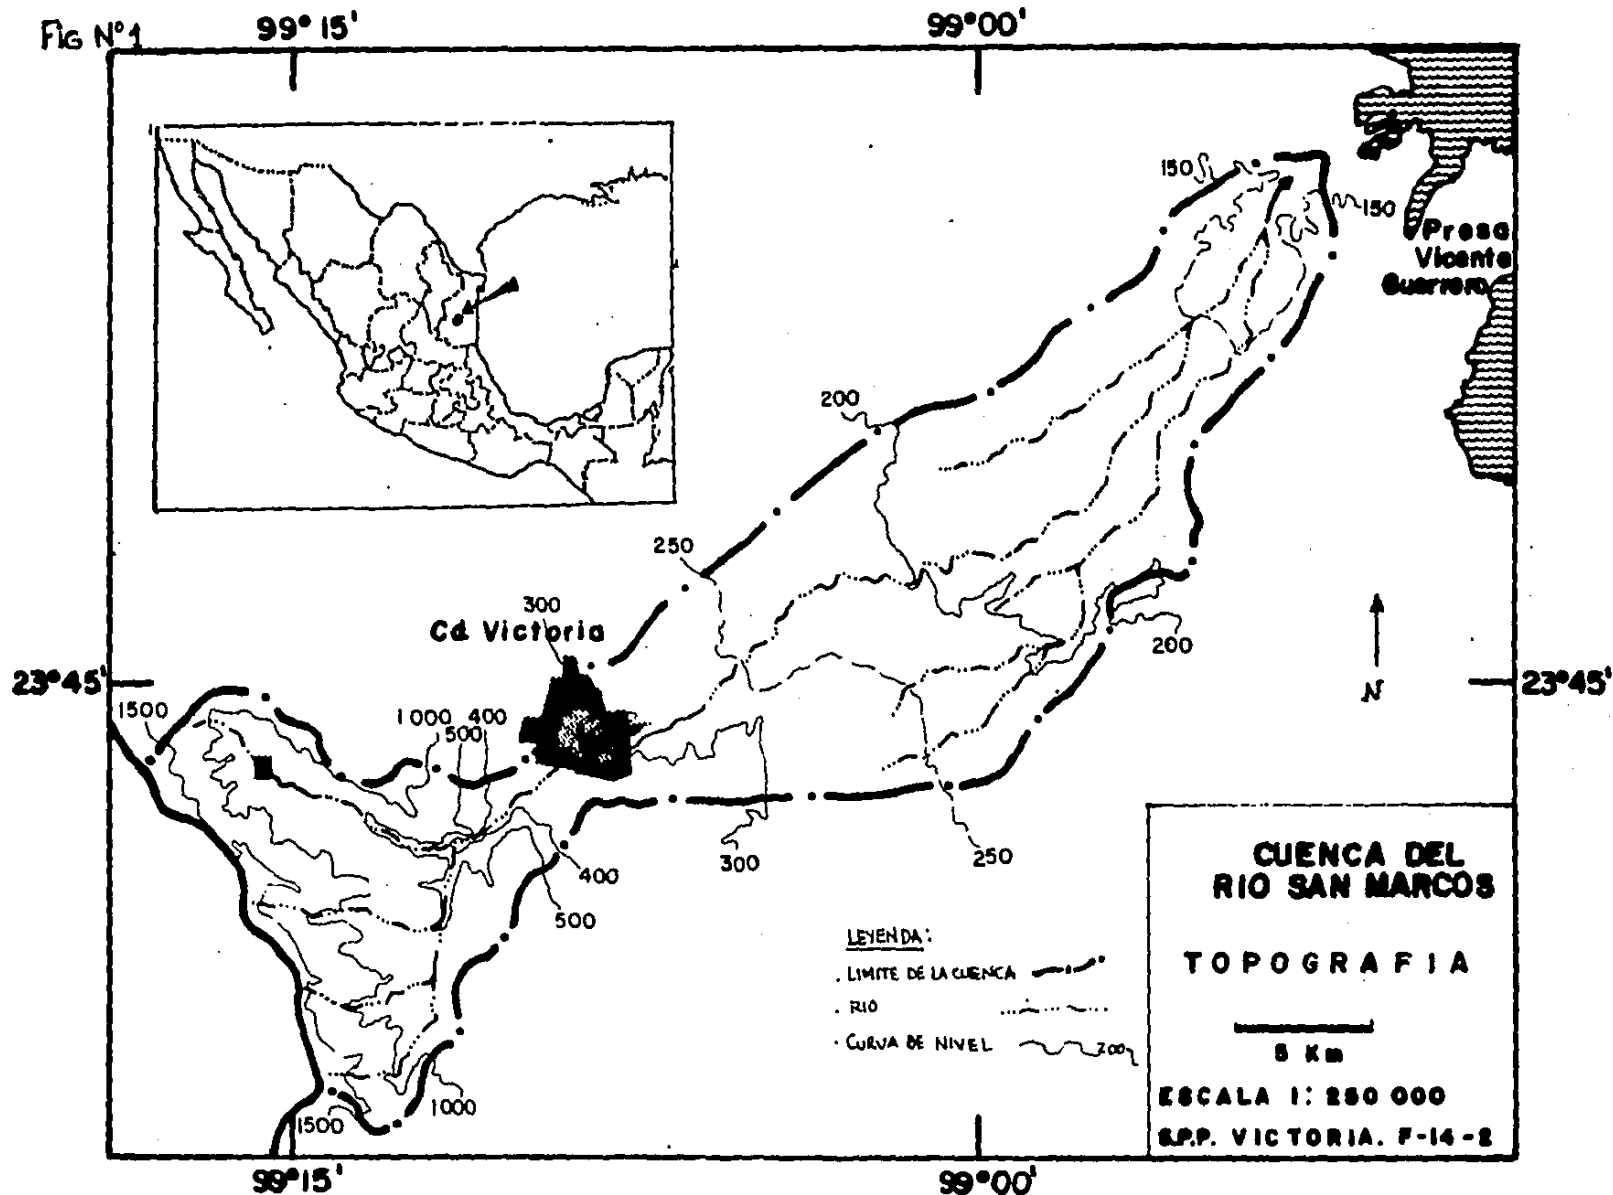 FIG Nº1
99°15'
99°00'
150
150
Presa
Vicente
Guerrero
200
250
300
Cd. Victoria
200
23°45'
23°45'
N
1500
1000
400
500
400
500
300
250
1000
1500
LEYENDA:
. LIMITE DE LA CUENCA
. RIO
. CURVA DE NIVEL
200
CUENCA DEL
RIO SAN MARCOS
TOPOGRAFIA
5 Km
ESCALA 1: 250 000
S.P.P. VICTORIA. F-14-2
99°15'
99°00'